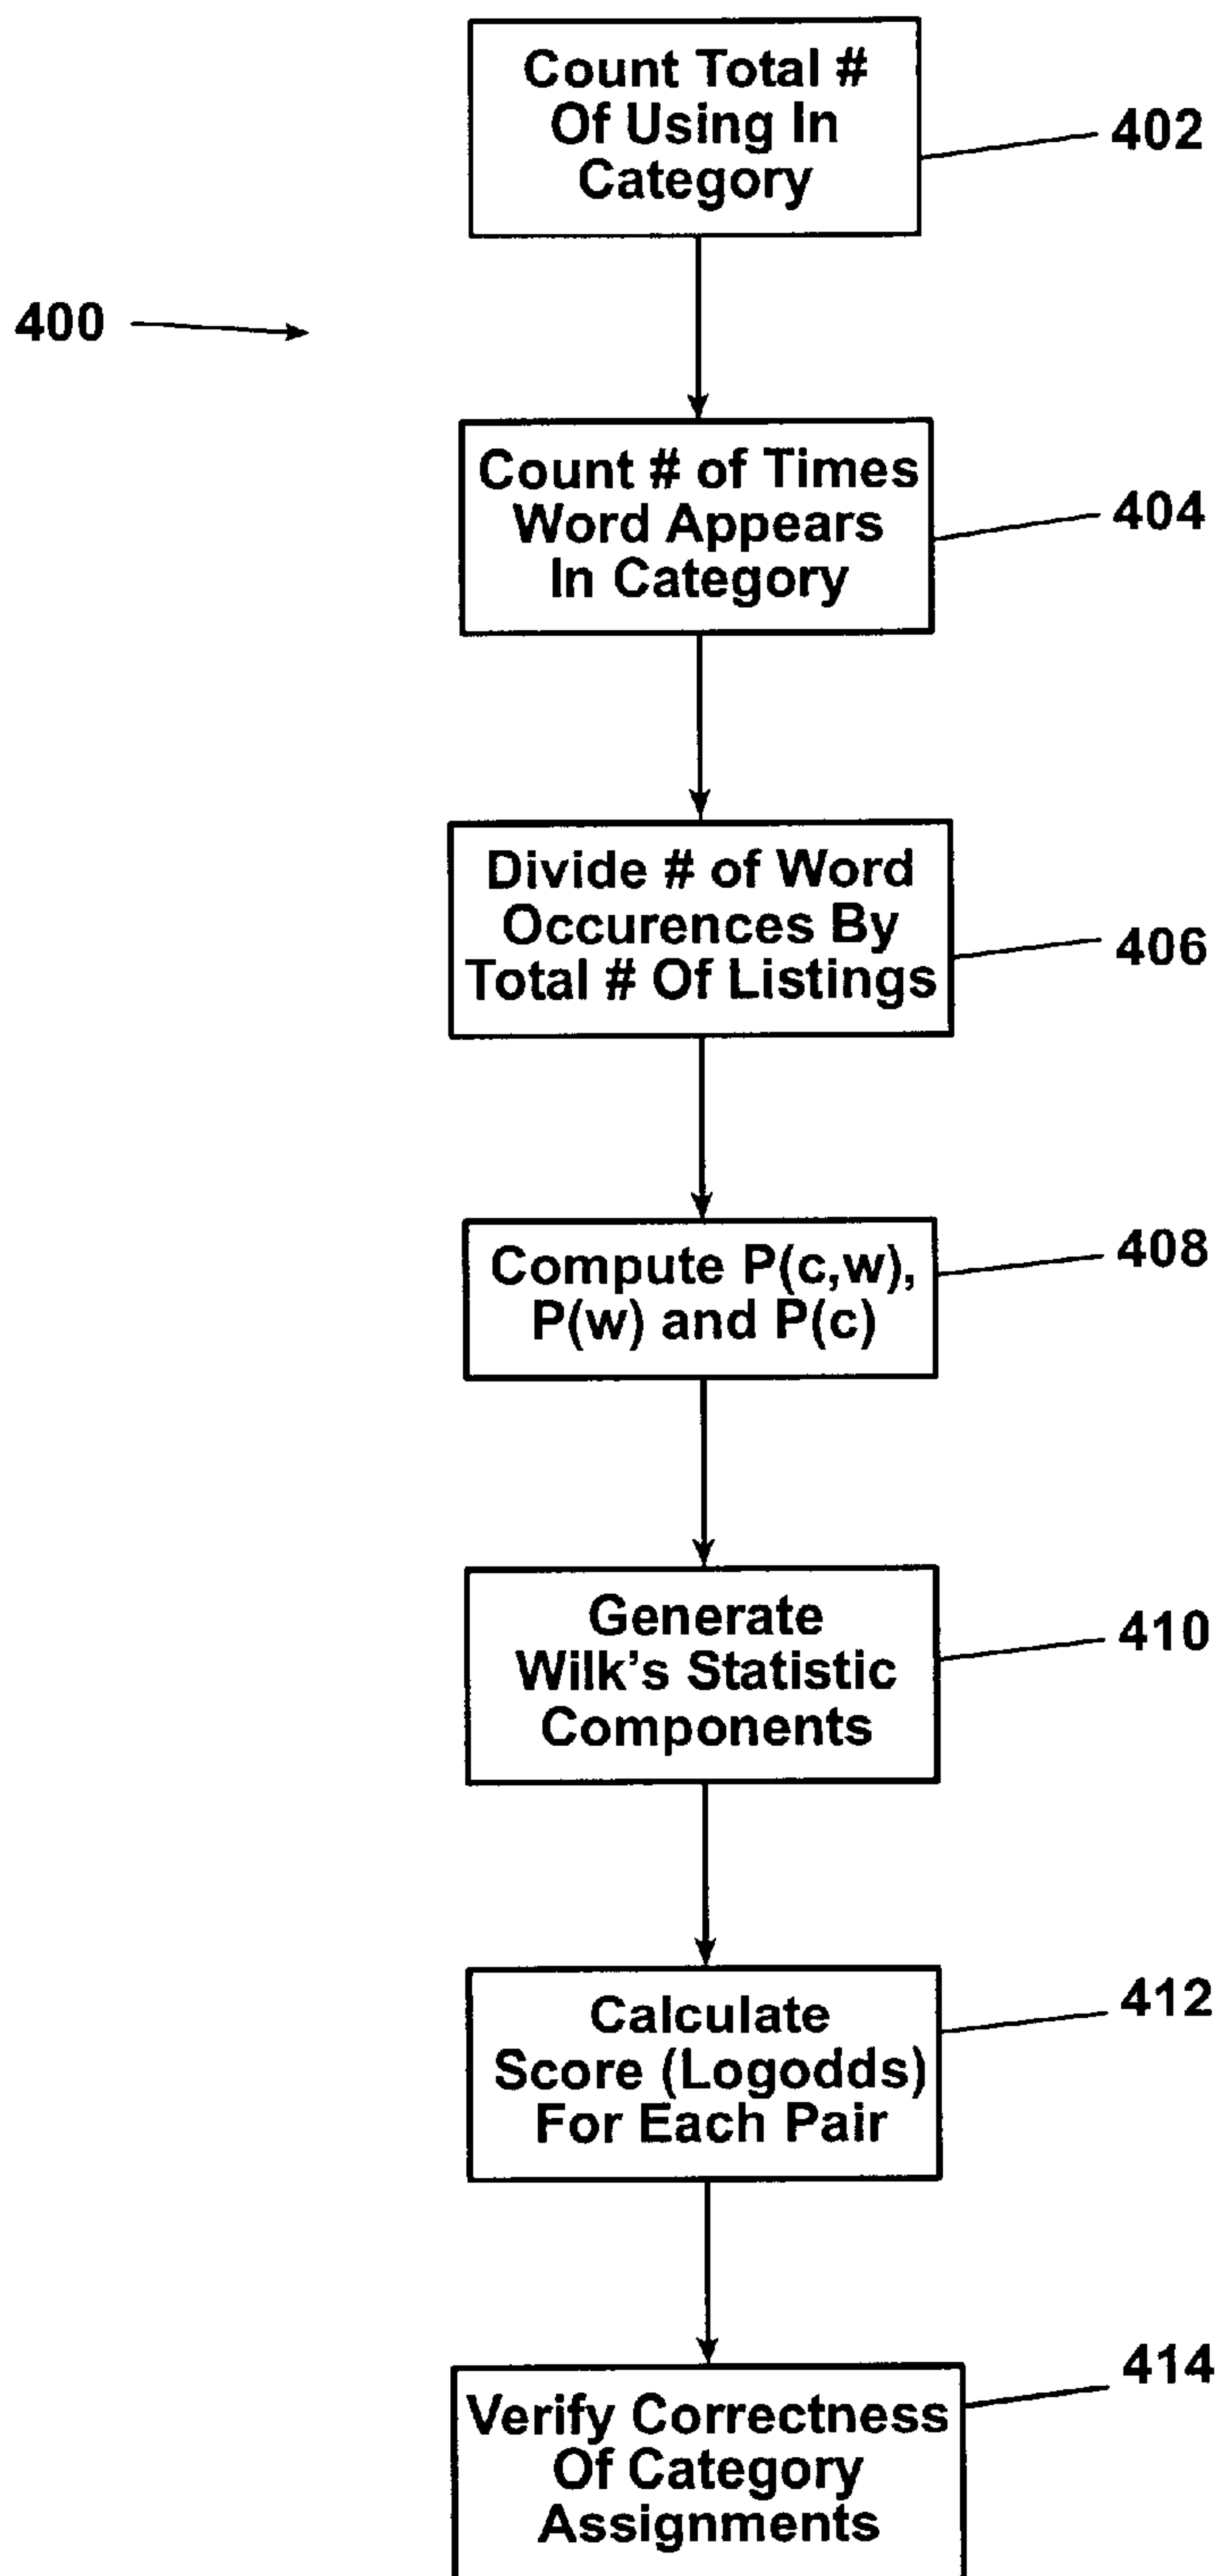 Count Total #
Of Using In
Category
402
400
Count # of Times
Word Appears
In Category
404
Divide # of Word
Occurences By
Total # Of Listings
406
Compute P(c,w),
P(w) and P(c)
408
Generate
Wilk's Statistic
Components
410
Calculate
Score (Logodds)
For Each Pair
412
Verify Correctness
Of Category
Assignments
414